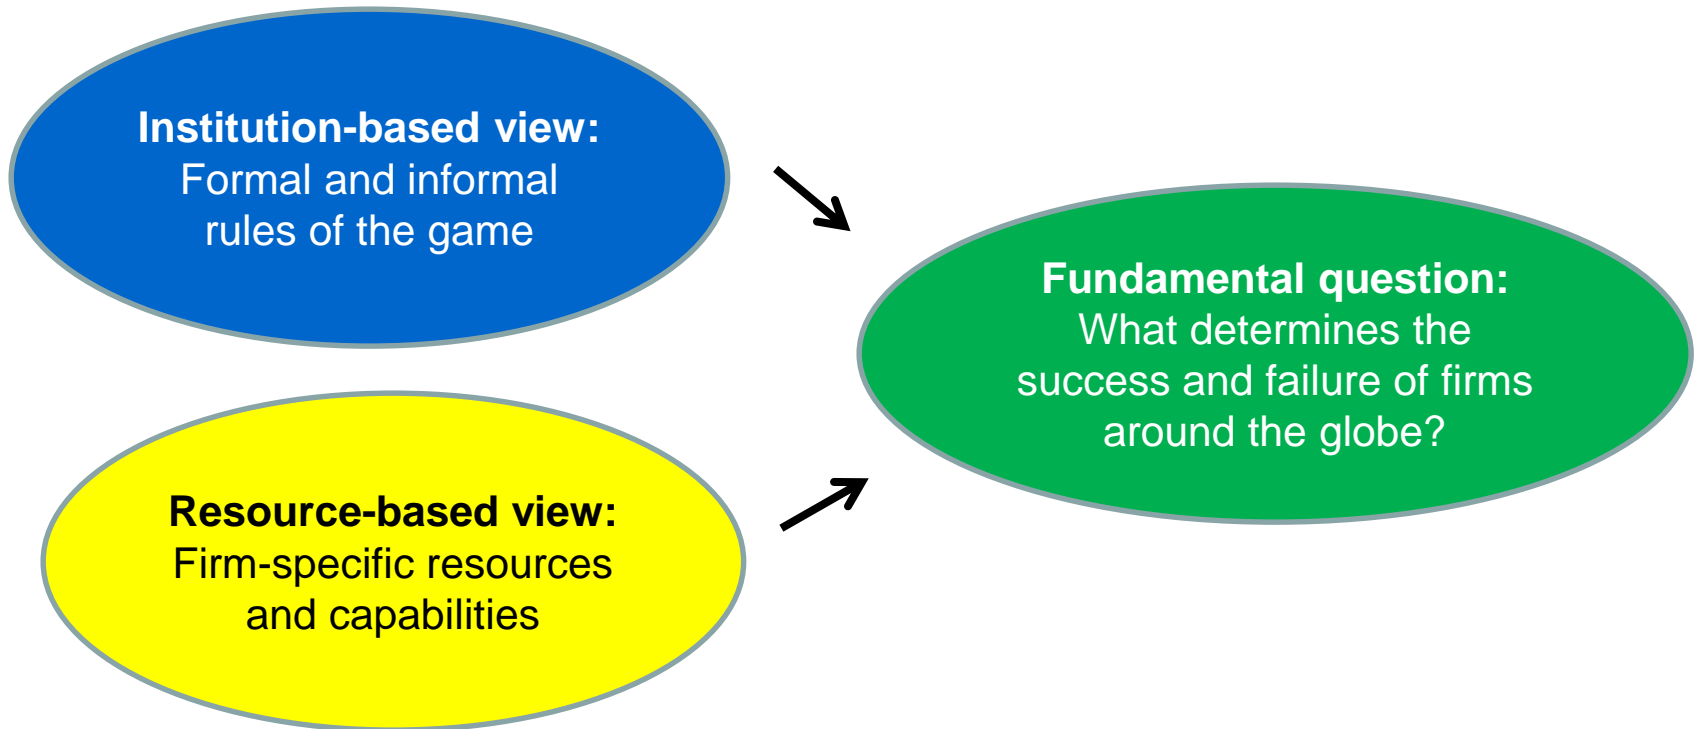 Institution-based view:
Formal and informal
rules of the game
Resource-based view:
Firm-specific resources
and capabilities
Fundamental question:
What determines the
success and failure of firms
around the globe?